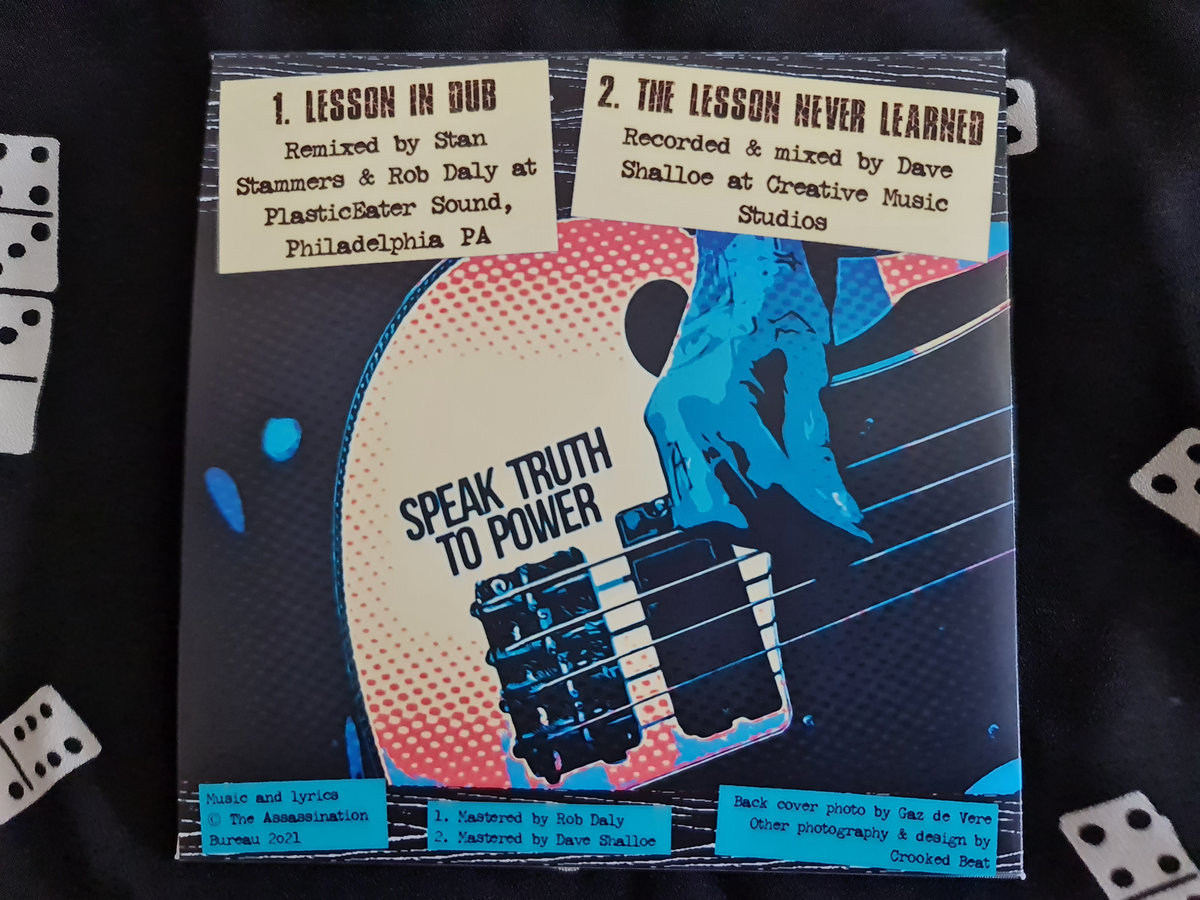 1. LESSON IN DUB
Remixed by Stan
Stammers & Rob Daly at
PlasticEater Sound,
Philadelphia PA
2. THE LESSON NEVER LEARNED
Recorded & mixed by Dave
Shalloe at Creative Music
Studios
SPEAK TRUTH
TO POWER
Music and lyrics
© The Assassination
Bureau 2021
1. Mastered by Rob Daly
2. Mastered by Dave Shalloe
Back cover photo by Gaz de Vere
Other photography & design by
Crooked Beat